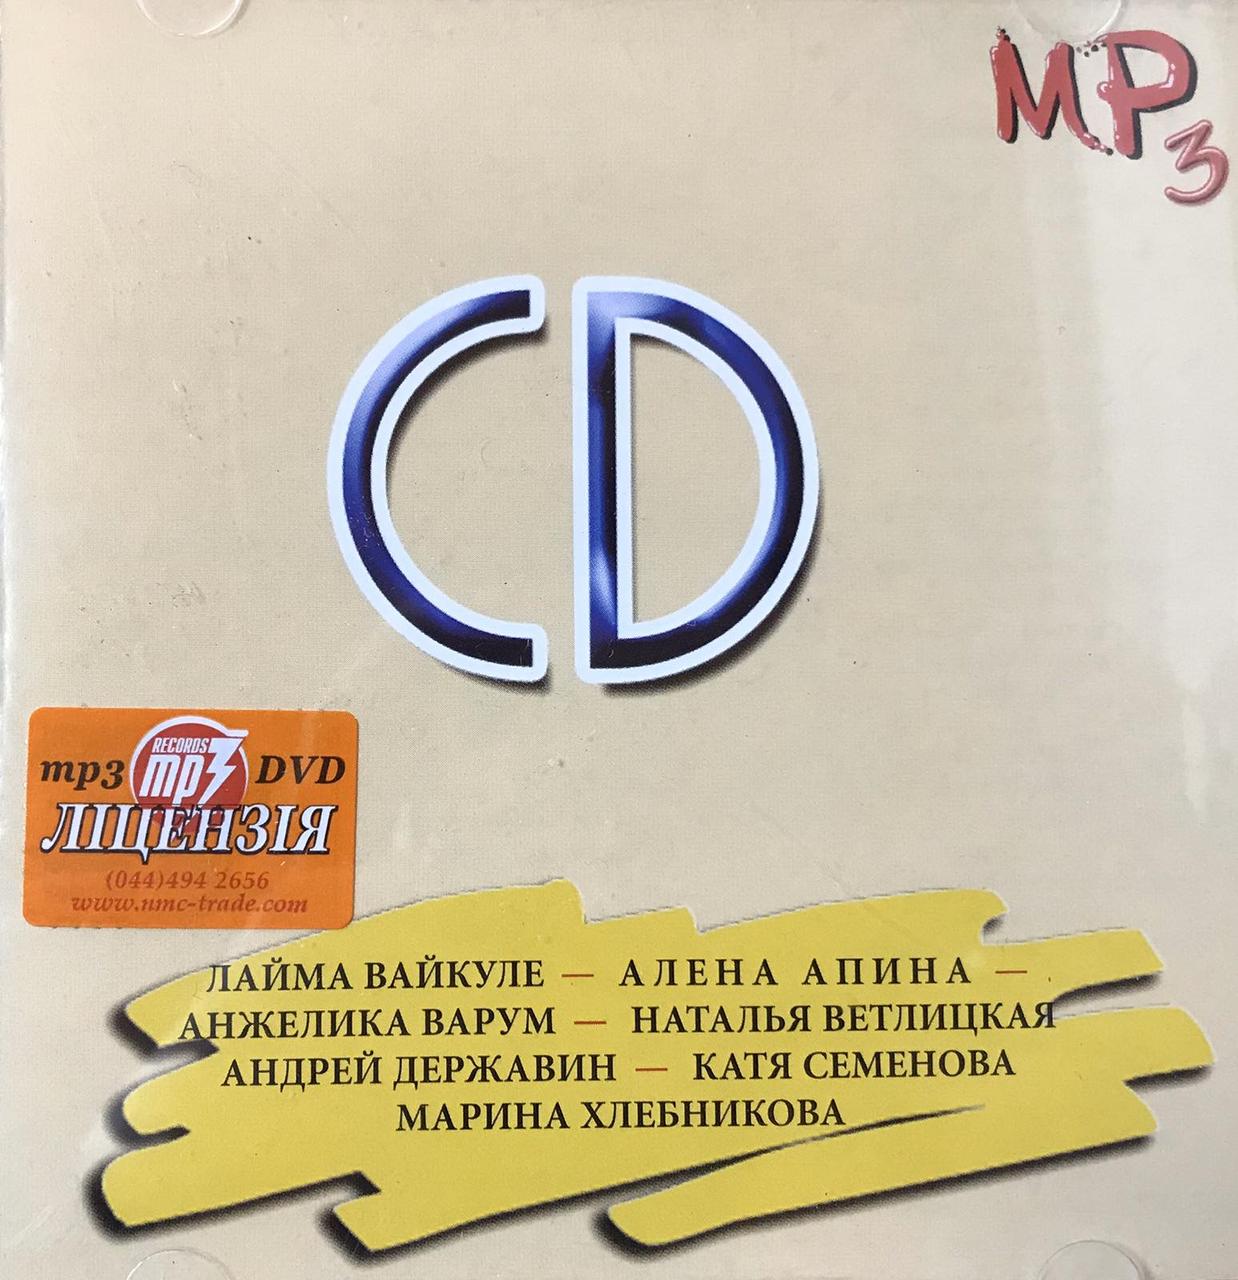 MP3
CD
RECORDS
mp3 mp3 DVD
ЛІЦЕНЗІЯ
(044)494 2656
www.nmc-trade.com
ЛАЙМА ВАЙКУЛЕ — АЛЕНА АПИНА —
АНЖЕЛИКА ВАРУМ — НАТАЛЬЯ ВЕТЛИЦКАЯ
АНДРЕЙ ДЕРЖАВИН — КАТЯ СЕМЕНОВА
МАРИНА ХЛЕБНИКОВА